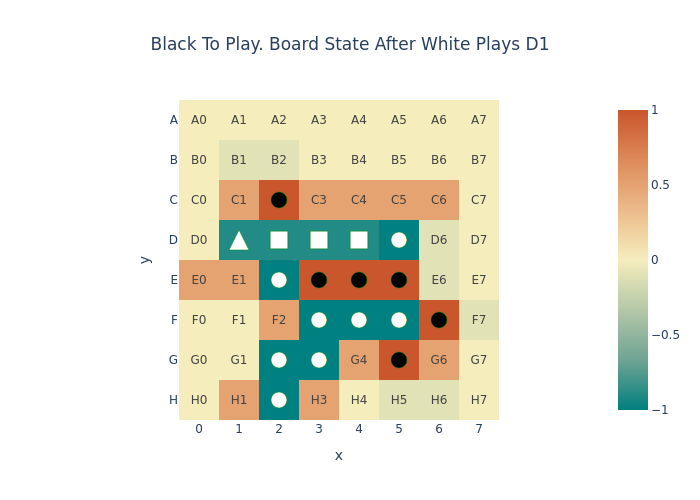 Black To Play. Board State After White Plays D1
A A0 A1 A2 A3 A4 A5 A6 A7
B B0 B1 B2 B3 B4 B5 B6 B7
C C0 C1 C3 C4 C5 C6 C7
D D0 D6 D7
E E0 E1 E6 E7
F F0 F1 F2 F7
G G0 G1 G4 G6 G7
H H0 H1 H3 H4 H5 H6 H7
0 1 2 3 4 5 6 7
x
y
1
0.5
0
−0.5
−1